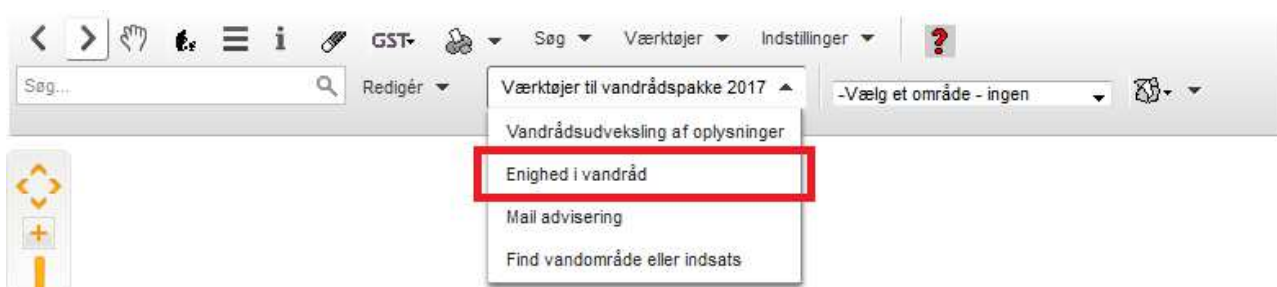 i GST Søg Værktøjer Indstillinger ?
Søg... Redigér Værktøjer til vandrådspakke 2017 -Vælg et område - ingen
Vandrådsudveksling af oplysninger
Enighed i vandråd
Mail advisering
Find vandområde eller indsats